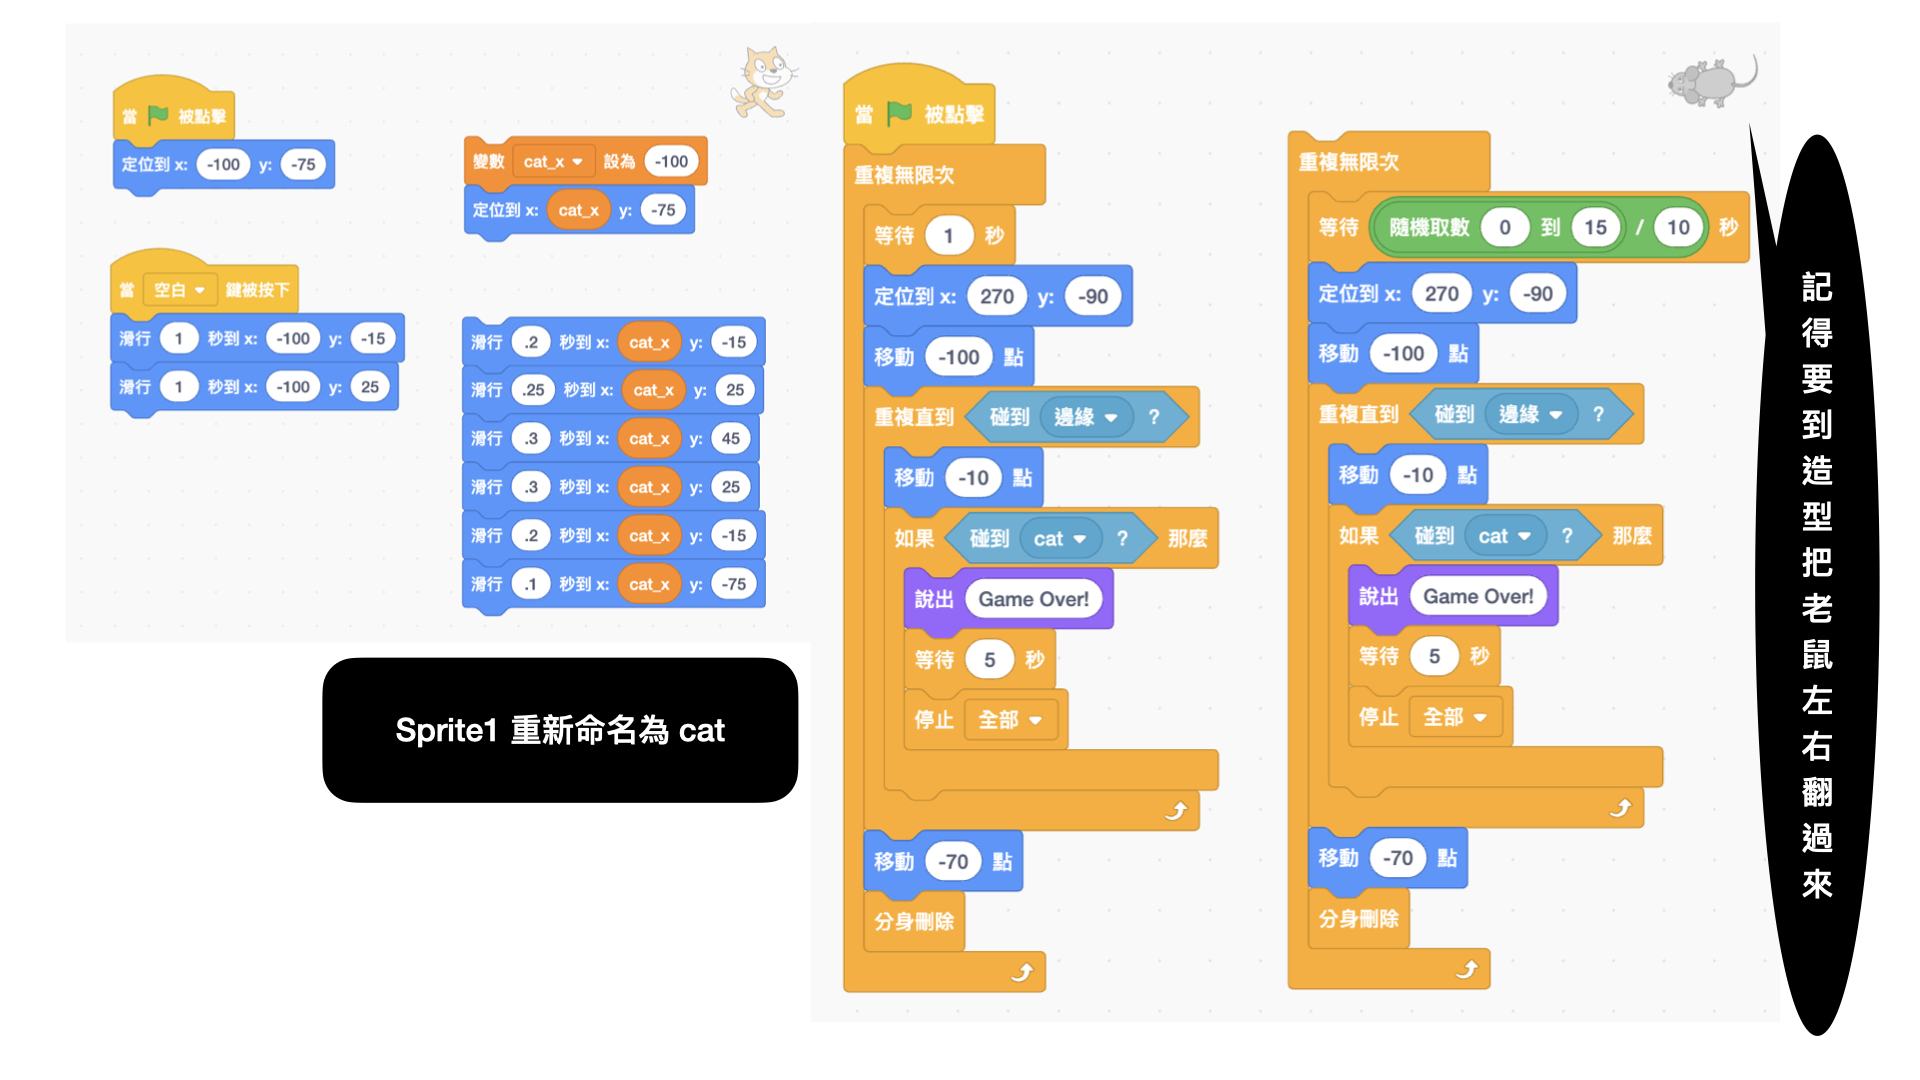 當 被點擊
定位到 x: -100 y: -75
當 空白 鍵被按下
滑行 1 秒到 x: -100 y: -15
滑行 1 秒到 x: -100 y: 25
變數 cat_x 設為 -100
定位到 x: cat_x y: -75
滑行 .2 秒到 x: cat_x y: -15
滑行 .25 秒到 x: cat_x y: 25
滑行 .3 秒到 x: cat_x y: 45
滑行 .3 秒到 x: cat_x y: 25
滑行 .2 秒到 x: cat_x y: -15
滑行 .1 秒到 x: cat_x y: -75
Sprite1 重新命名為 cat
當 被點擊
重複無限次
等待 1 秒
定位到 x: 270 y: -90
移動 -100 點
重複直到 碰到 邊緣 ?
移動 -10 點
如果 碰到 cat ? 那麼
說出 Game Over!
等待 5 秒
停止 全部
移動 -70 點
分身刪除
重複無限次
等待 隨機取數 0 到 15 / 10 秒
定位到 x: 270 y: -90
移動 -100 點
重複直到 碰到 邊緣 ?
移動 -10 點
如果 碰到 cat ? 那麼
說出 Game Over!
等待 5 秒
停止 全部
移動 -70 點
分身刪除
記得要到造型把老鼠左右翻過來